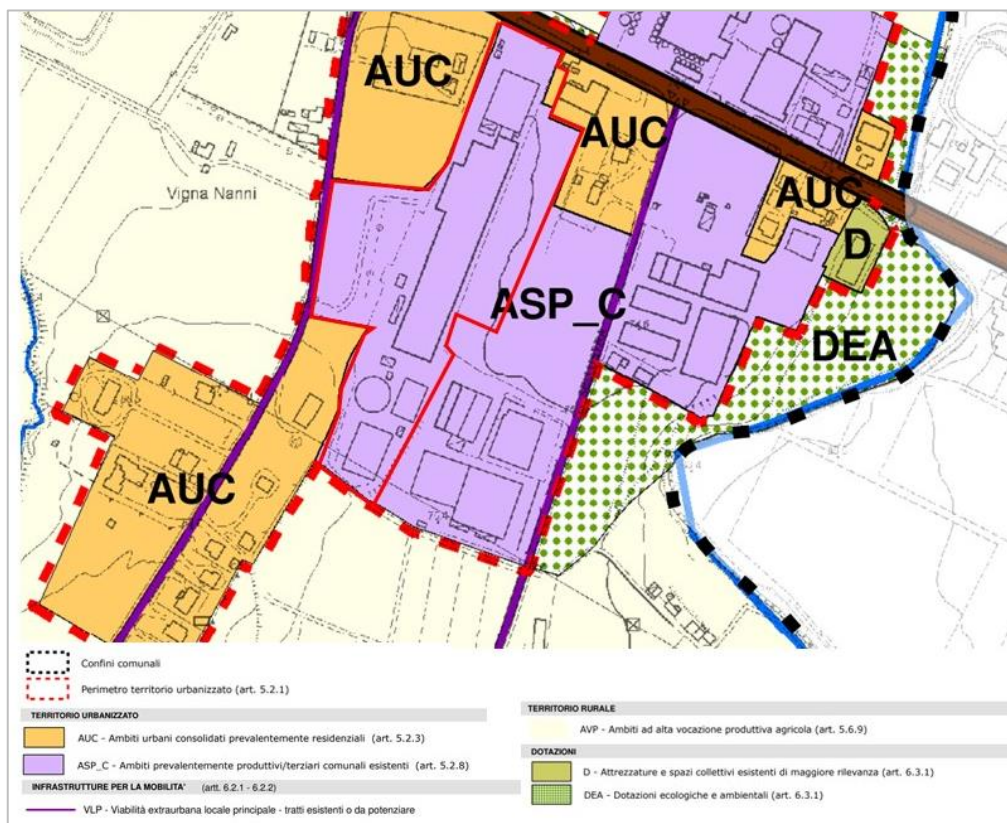 AUC
AUC
AUC
Vigna Nanni
D
ASP_C
DEA
AUC
Confini comunali
Perimetro territorio urbanizzato (art. 5.2.1)
TERRITORIO URBANIZZATO
AUC - Ambiti urbani consolidati prevalentemente residenziali (art. 5.2.3)
ASP_C - Ambiti prevalentemente produttivi/terziari comunali esistenti (art. 5.2.8)
INFRASTRUTTURE PER LA MOBILITA' (artt. 6.2.1 - 6.2.2)
VLP - Viabilità extraurbana locale principale - tratti esistenti o da potenziare
TERRITORIO RURALE
AVP - Ambiti ad alta vocazione produttiva agricola (art. 5.6.9)
DOTAZIONI
D - Attrezzature e spazi collettivi esistenti di maggiore rilevanza (art. 6.3.1)
DEA - Dotazioni ecologiche e ambientali (art. 6.3.1)